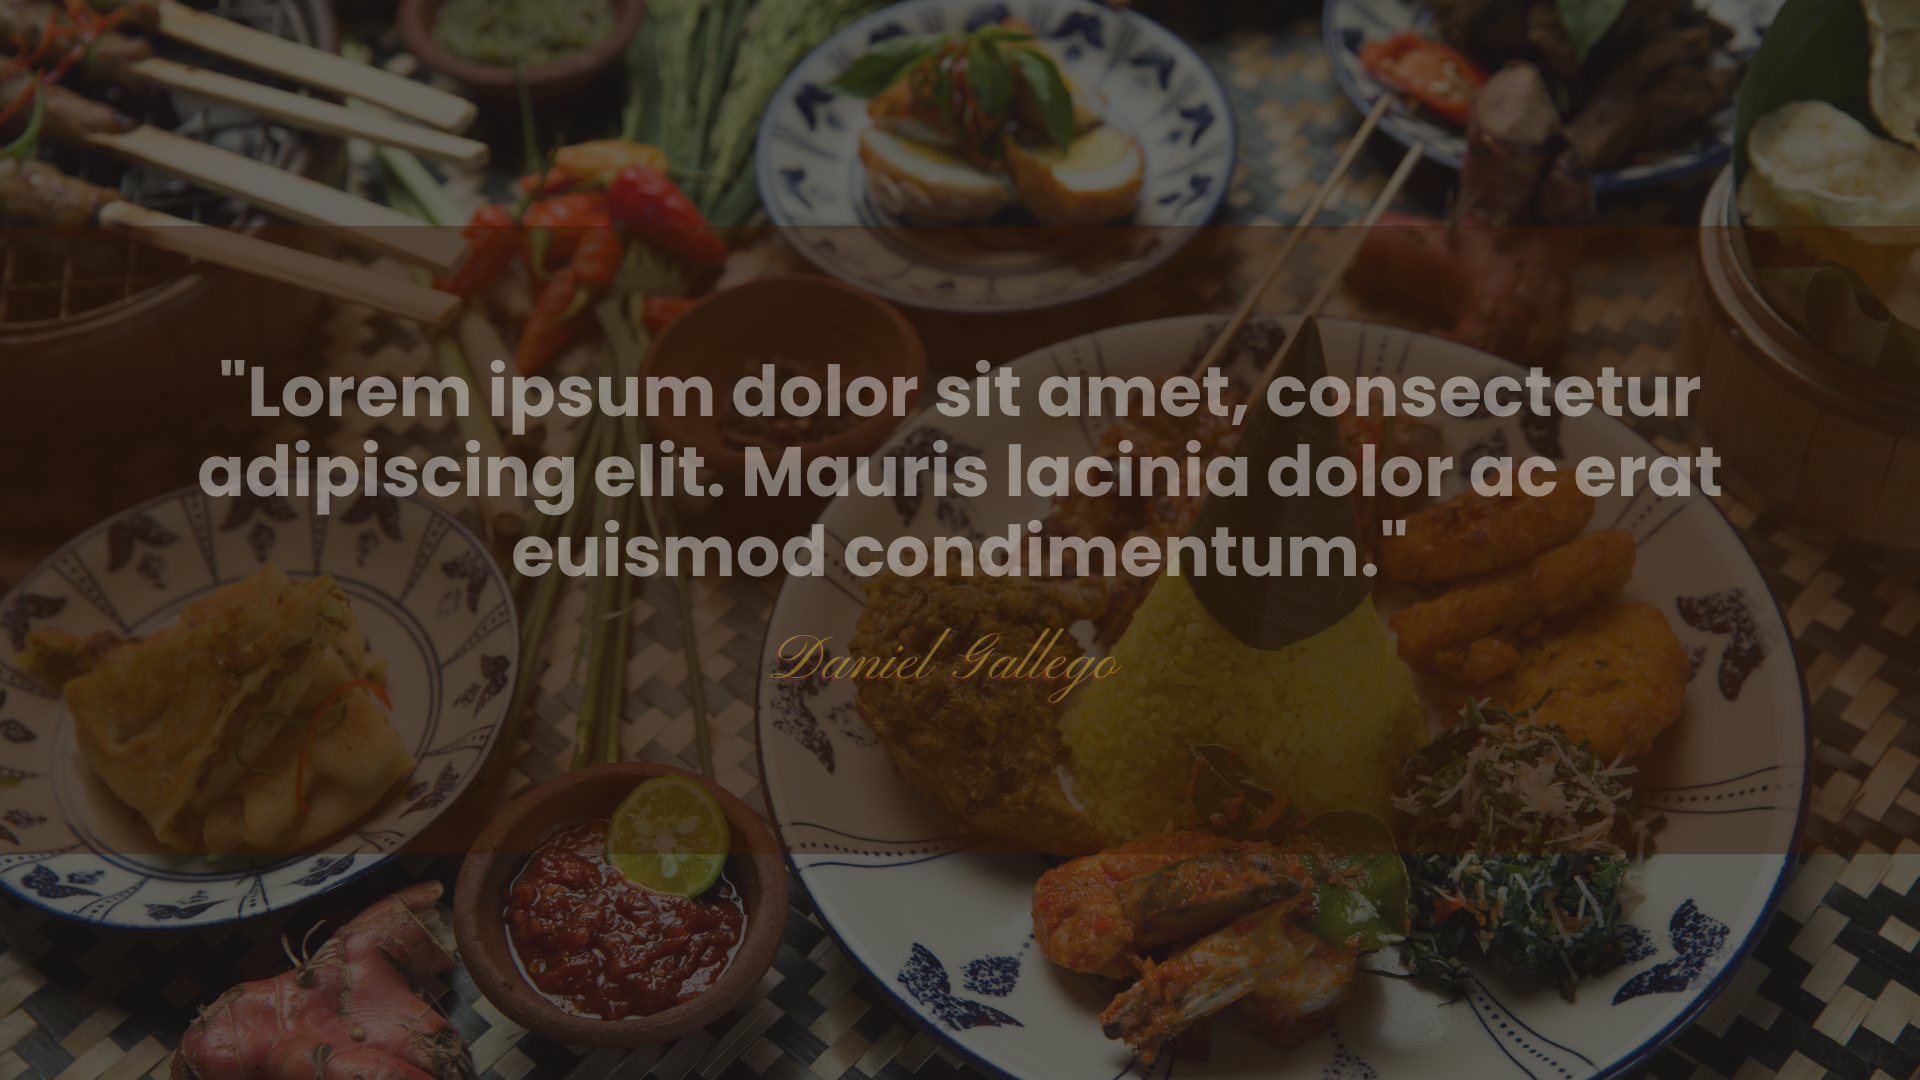 "Lorem ipsum dolor sit amet, consectetur
adipiscing elit. Mauris lacinia dolor ac erat
euismod condimentum."
Daniel Gallego